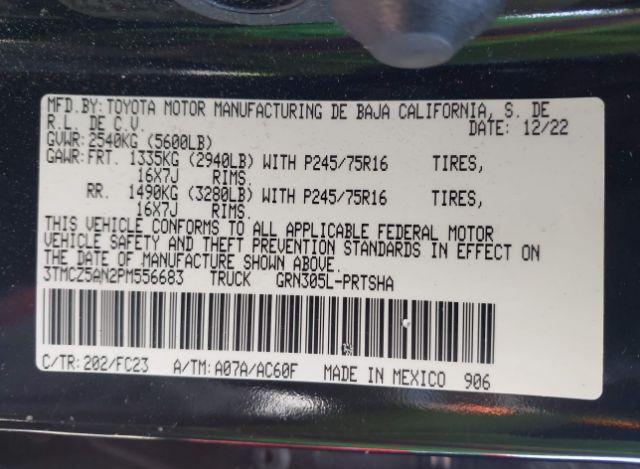 MFD. BY: TOYOTA MOTOR MANUFACTURING DE BAJA CALIFORNIA, S. DE
R.L. DE C.V. DATE: 12/22
GVWR: 2540KG (5600LB)
GAWR: FRT. 1335KG (2940LB) WITH P245/75R16 TIRES,
16X7J RIMS.
RR. 1490KG (3280LB) WITH P245/75R16 TIRES,
16X7J RIMS.
THIS VEHICLE CONFORMS TO ALL APPLICABLE FEDERAL MOTOR
VEHICLE SAFETY AND THEFT PREVENTION STANDARDS IN EFFECT ON
THE DATE OF MANUFACTURE SHOWN ABOVE.
3TMCZ5AN2PM556683 TRUCK GRN305L-PRTSHA
C/TR: 202/FC23 A/TM: A07A/AC60F MADE IN MEXICO 906